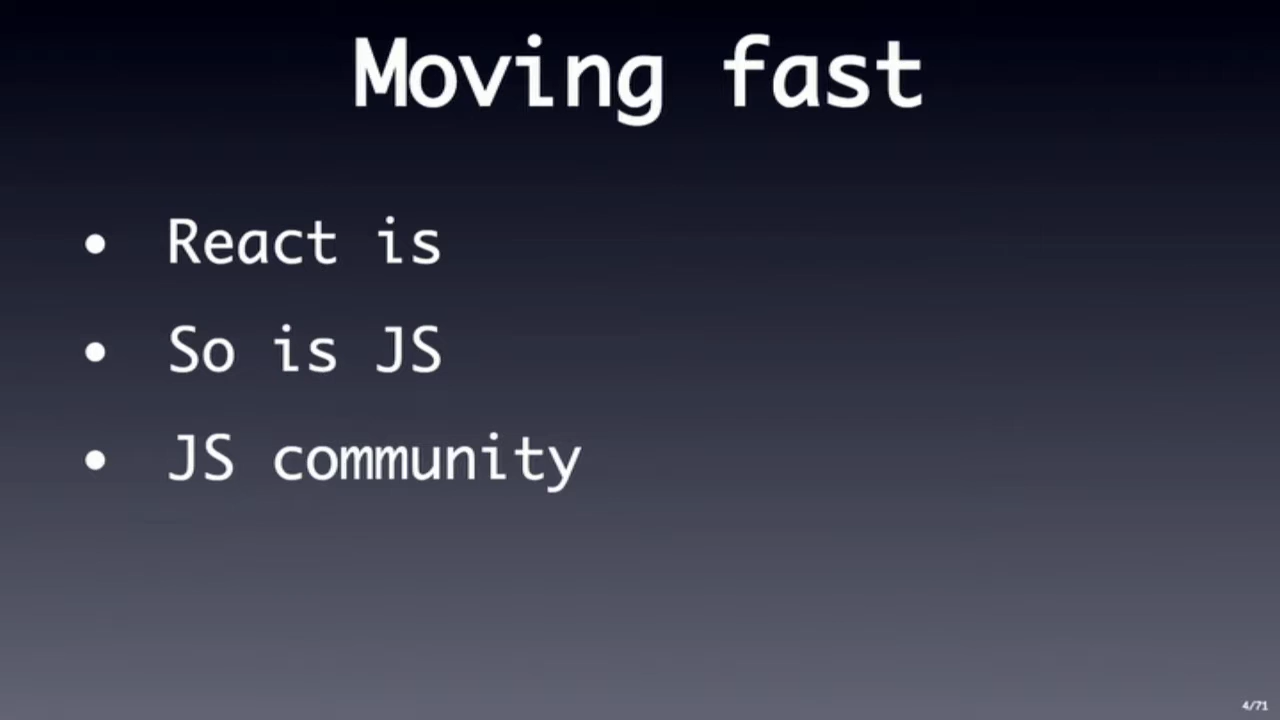 Moving fast
• React is
• So is JS
• JS community
4/71